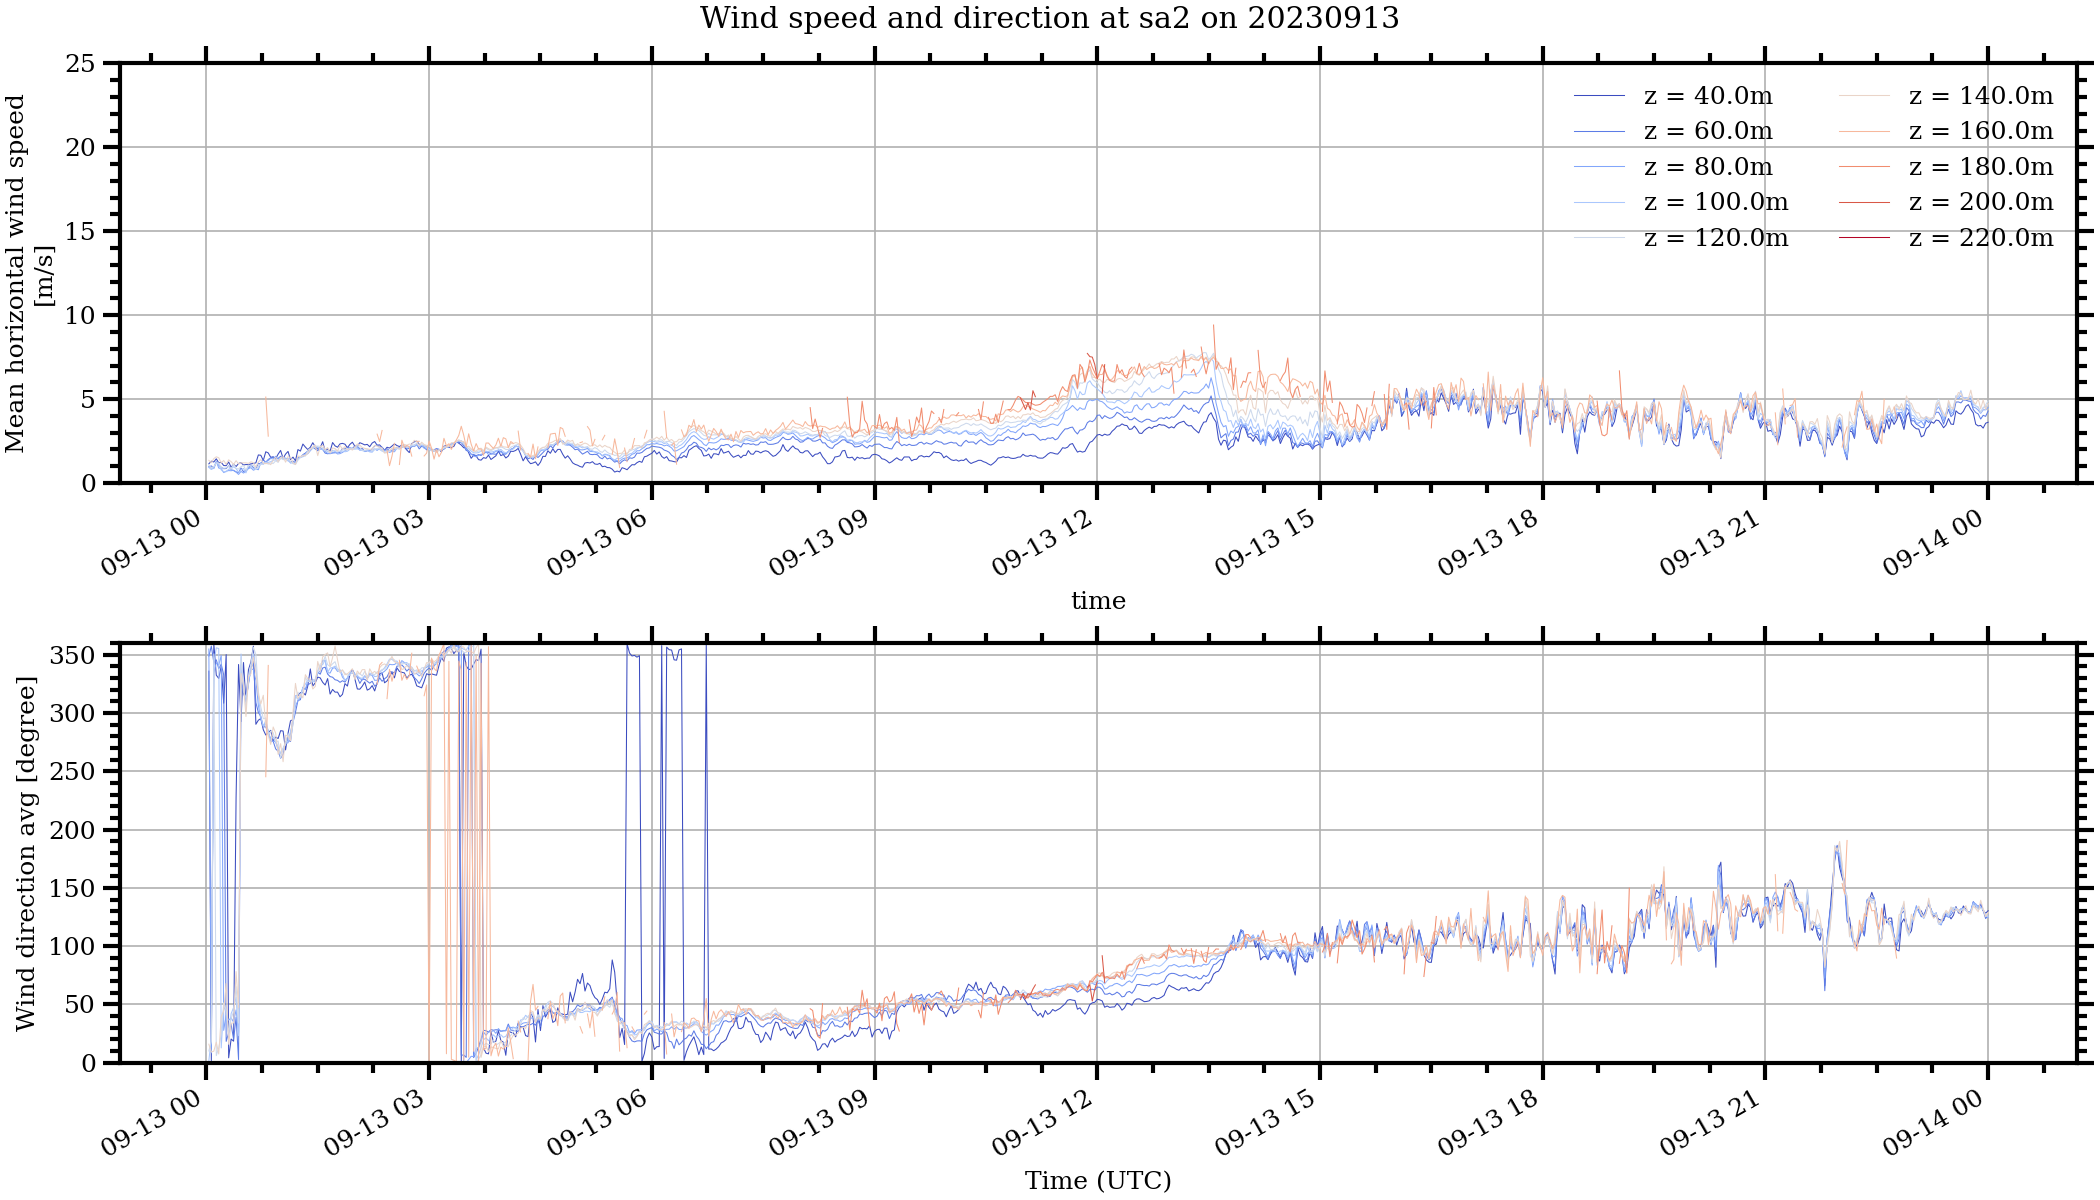 Wind speed and direction at sa2 on 20230913
Mean horizontal wind speed
[m/s]
25
20
15
10
5
0
z = 40.0m
z = 60.0m
z = 80.0m
z = 100.0m
z = 120.0m
z = 140.0m
z = 160.0m
z = 180.0m
z = 200.0m
z = 220.0m
09-13 00
09-13 03
09-13 06
09-13 09
09-13 12
09-13 15
09-13 18
09-13 21
09-14 00
time
Wind direction avg [degree]
350
300
250
200
150
100
50
0
09-13 00
09-13 03
09-13 06
09-13 09
09-13 12
09-13 15
09-13 18
09-13 21
09-14 00
Time (UTC)